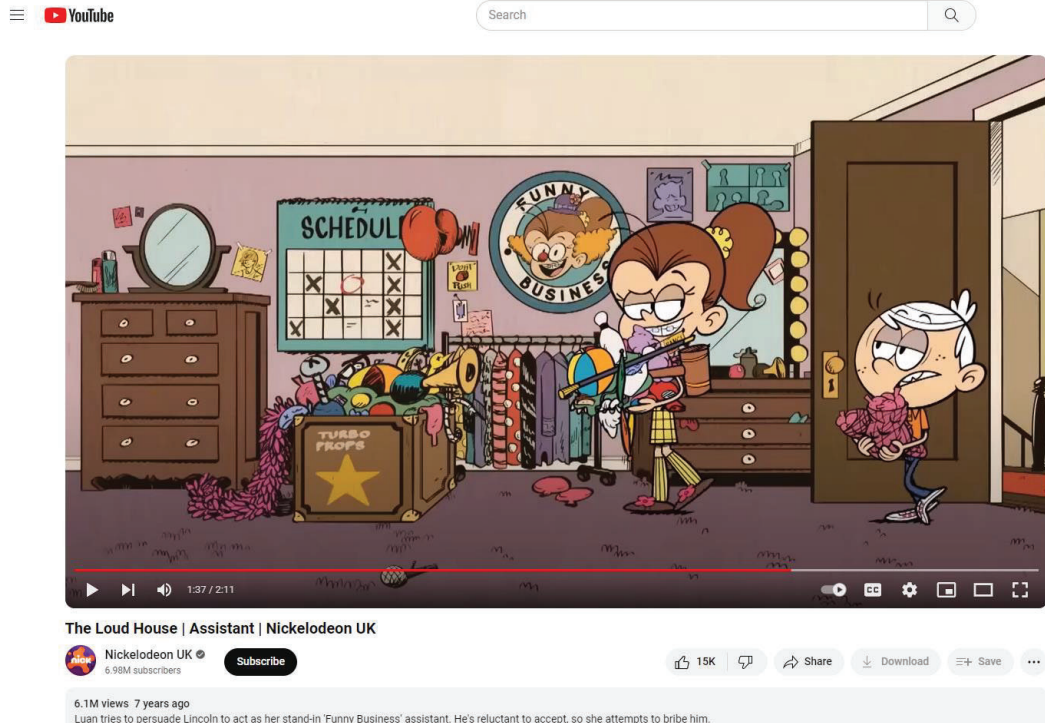 YouTube
Search
SCHEDUL
FUNNY
BUSINES
TURBO
PROPS
1:37 / 2:11
CC
The Loud House | Assistant | Nickelodeon UK
NICK
Nickelodeon UK
6.98M subscribers
Subscribe
15K
Share
Download
Save
6.1M views 7 years ago
Luan tries to persuade Lincoln to act as her stand-in 'Funny Business' assistant. He's reluctant to accept, so she attempts to bribe him.